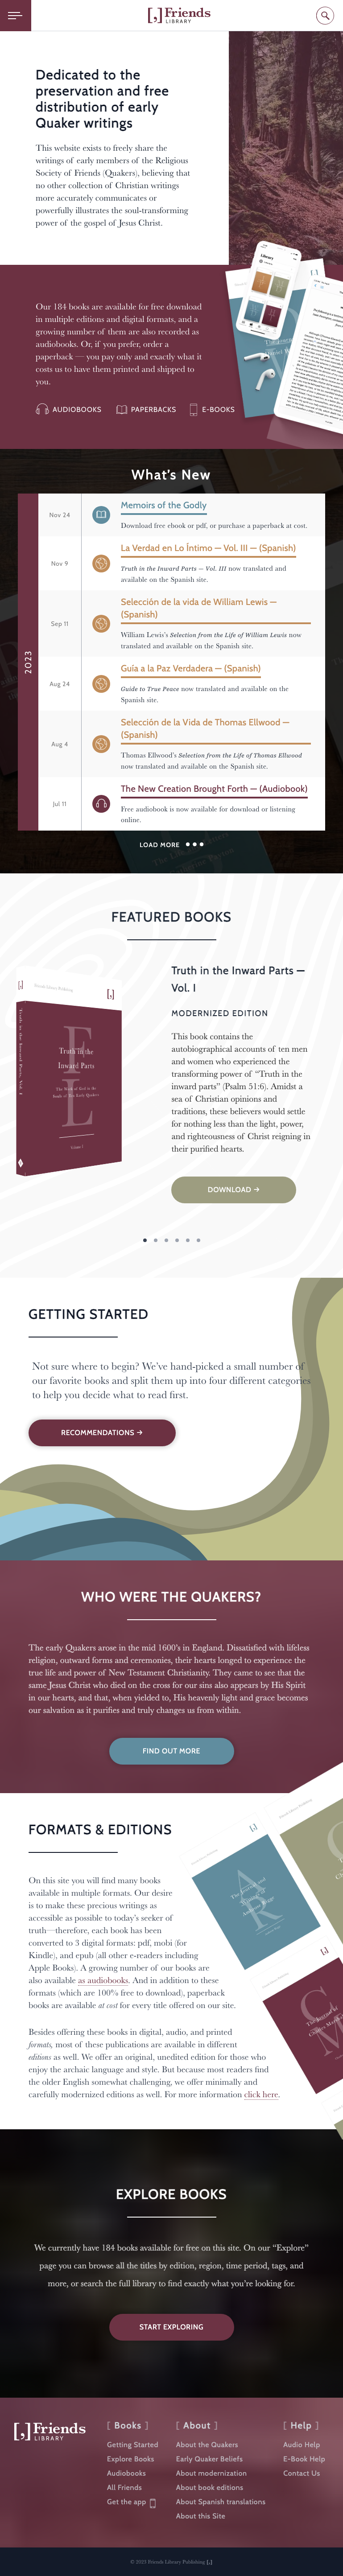 [,] Friends
LIBRARY
Dedicated to the
preservation and free
distribution of early
Quaker writings
This website exists to freely share the
writings of early members of the Religious
Society of Friends (Quakers), believing that
no other collection of Christian writings
more accurately communicates or
powerfully illustrates the soul-transforming
power of the gospel of Jesus Christ.
Our 184 books are available for free download
in multiple editions and digital formats, and a
growing number of them are also recorded as
audiobooks. Or, if you prefer, order a
paperback — you pay only and exactly what it
costs us to have them printed and shipped to
you.
AUDIOBOOKS PAPERBACKS E-BOOKS
What's New
2023
Nov 24
Memoirs of the Godly
Download free ebook or pdf, or purchase a paperback at cost.
Nov 9
La Verdad en Lo Íntimo — Vol. III — (Spanish)
Truth in the Inward Parts — Vol. III now translated and
available on the Spanish site.
Sep 11
Selección de la vida de William Lewis —
(Spanish)
William Lewis's Selection from the Life of William Lewis now
translated and available on the Spanish site.
Aug 24
Guía a la Paz Verdadera — (Spanish)
Guide to True Peace now translated and available on the
Spanish site.
Aug 4
Selección de la Vida de Thomas Ellwood —
(Spanish)
Thomas Ellwood's Selection from the Life of Thomas Ellwood
now translated and available on the Spanish site.
Jul 11
The New Creation Brought Forth — (Audiobook)
Free audiobook is now available for download or listening
online.
LOAD MORE
FEATURED BOOKS
Truth in the Inward Parts, Vol. I
Truth in the
Inward Parts
Volume I
Truth in the Inward Parts —
Vol. I
MODERNIZED EDITION
This book contains the
autobiographical accounts of ten men
and women who experienced the
transforming power of “Truth in the
inward parts” (Psalm 51:6). Amidst a
sea of Christian opinions and
traditions, these believers would settle
for nothing less than the light, power,
and righteousness of Christ reigning in
their purified hearts.
DOWNLOAD →
GETTING STARTED
Not sure where to begin? We've hand-picked a small number of
our favorite books and split them up into four different categories
to help you decide what to read first.
RECOMMENDATIONS →
WHO WERE THE QUAKERS?
The early Quakers arose in the mid 1600's in England. Dissatisfied with lifeless
religion, outward forms and ceremonies, their hearts longed to experience the
true life and power of New Testament Christianity. They came to see that the
same Jesus Christ who died on the cross for our sins also appears by His Spirit
in our hearts, and that, when yielded to, His heavenly light and grace becomes
our salvation as it purifies and truly changes us from within.
FIND OUT MORE
FORMATS & EDITIONS
On this site you will find many books
available in multiple formats. Our desire
is to make these precious writings as
accessible as possible to today's seeker of
truth—therefore, each book has been
converted to 3 digital formats: pdf, mobi (for
Kindle), and epub (all other e-readers including
Apple Books). A growing number of our books are
also available as audiobooks. And in addition to these
formats (which are 100% free to download), paperback
books are available at cost for every title offered on our site.
Besides offering these books in digital, audio, and printed
formats, most of these publications are available in different
editions as well. We offer an original, unedited edition for those who
enjoy the archaic language and style. But because most readers find
the older English somewhat challenging, we offer minimally and
carefully modernized editions as well. For more information click here.
EXPLORE BOOKS
We currently have 184 books available for free on this site. On our “Explore”
page you can browse all the titles by edition, region, time period, tags, and
more, or search the full library to find exactly what you're looking for.
START EXPLORING
[,] Friends
LIBRARY
[ Books ]
Getting Started
Explore Books
Audiobooks
All Friends
Get the app
[ About ]
About the Quakers
Early Quaker Beliefs
About modernization
About book editions
About Spanish translations
About this Site
[ Help ]
Audio Help
E-Book Help
Contact Us
© 2023 Friends Library Publishing [,]